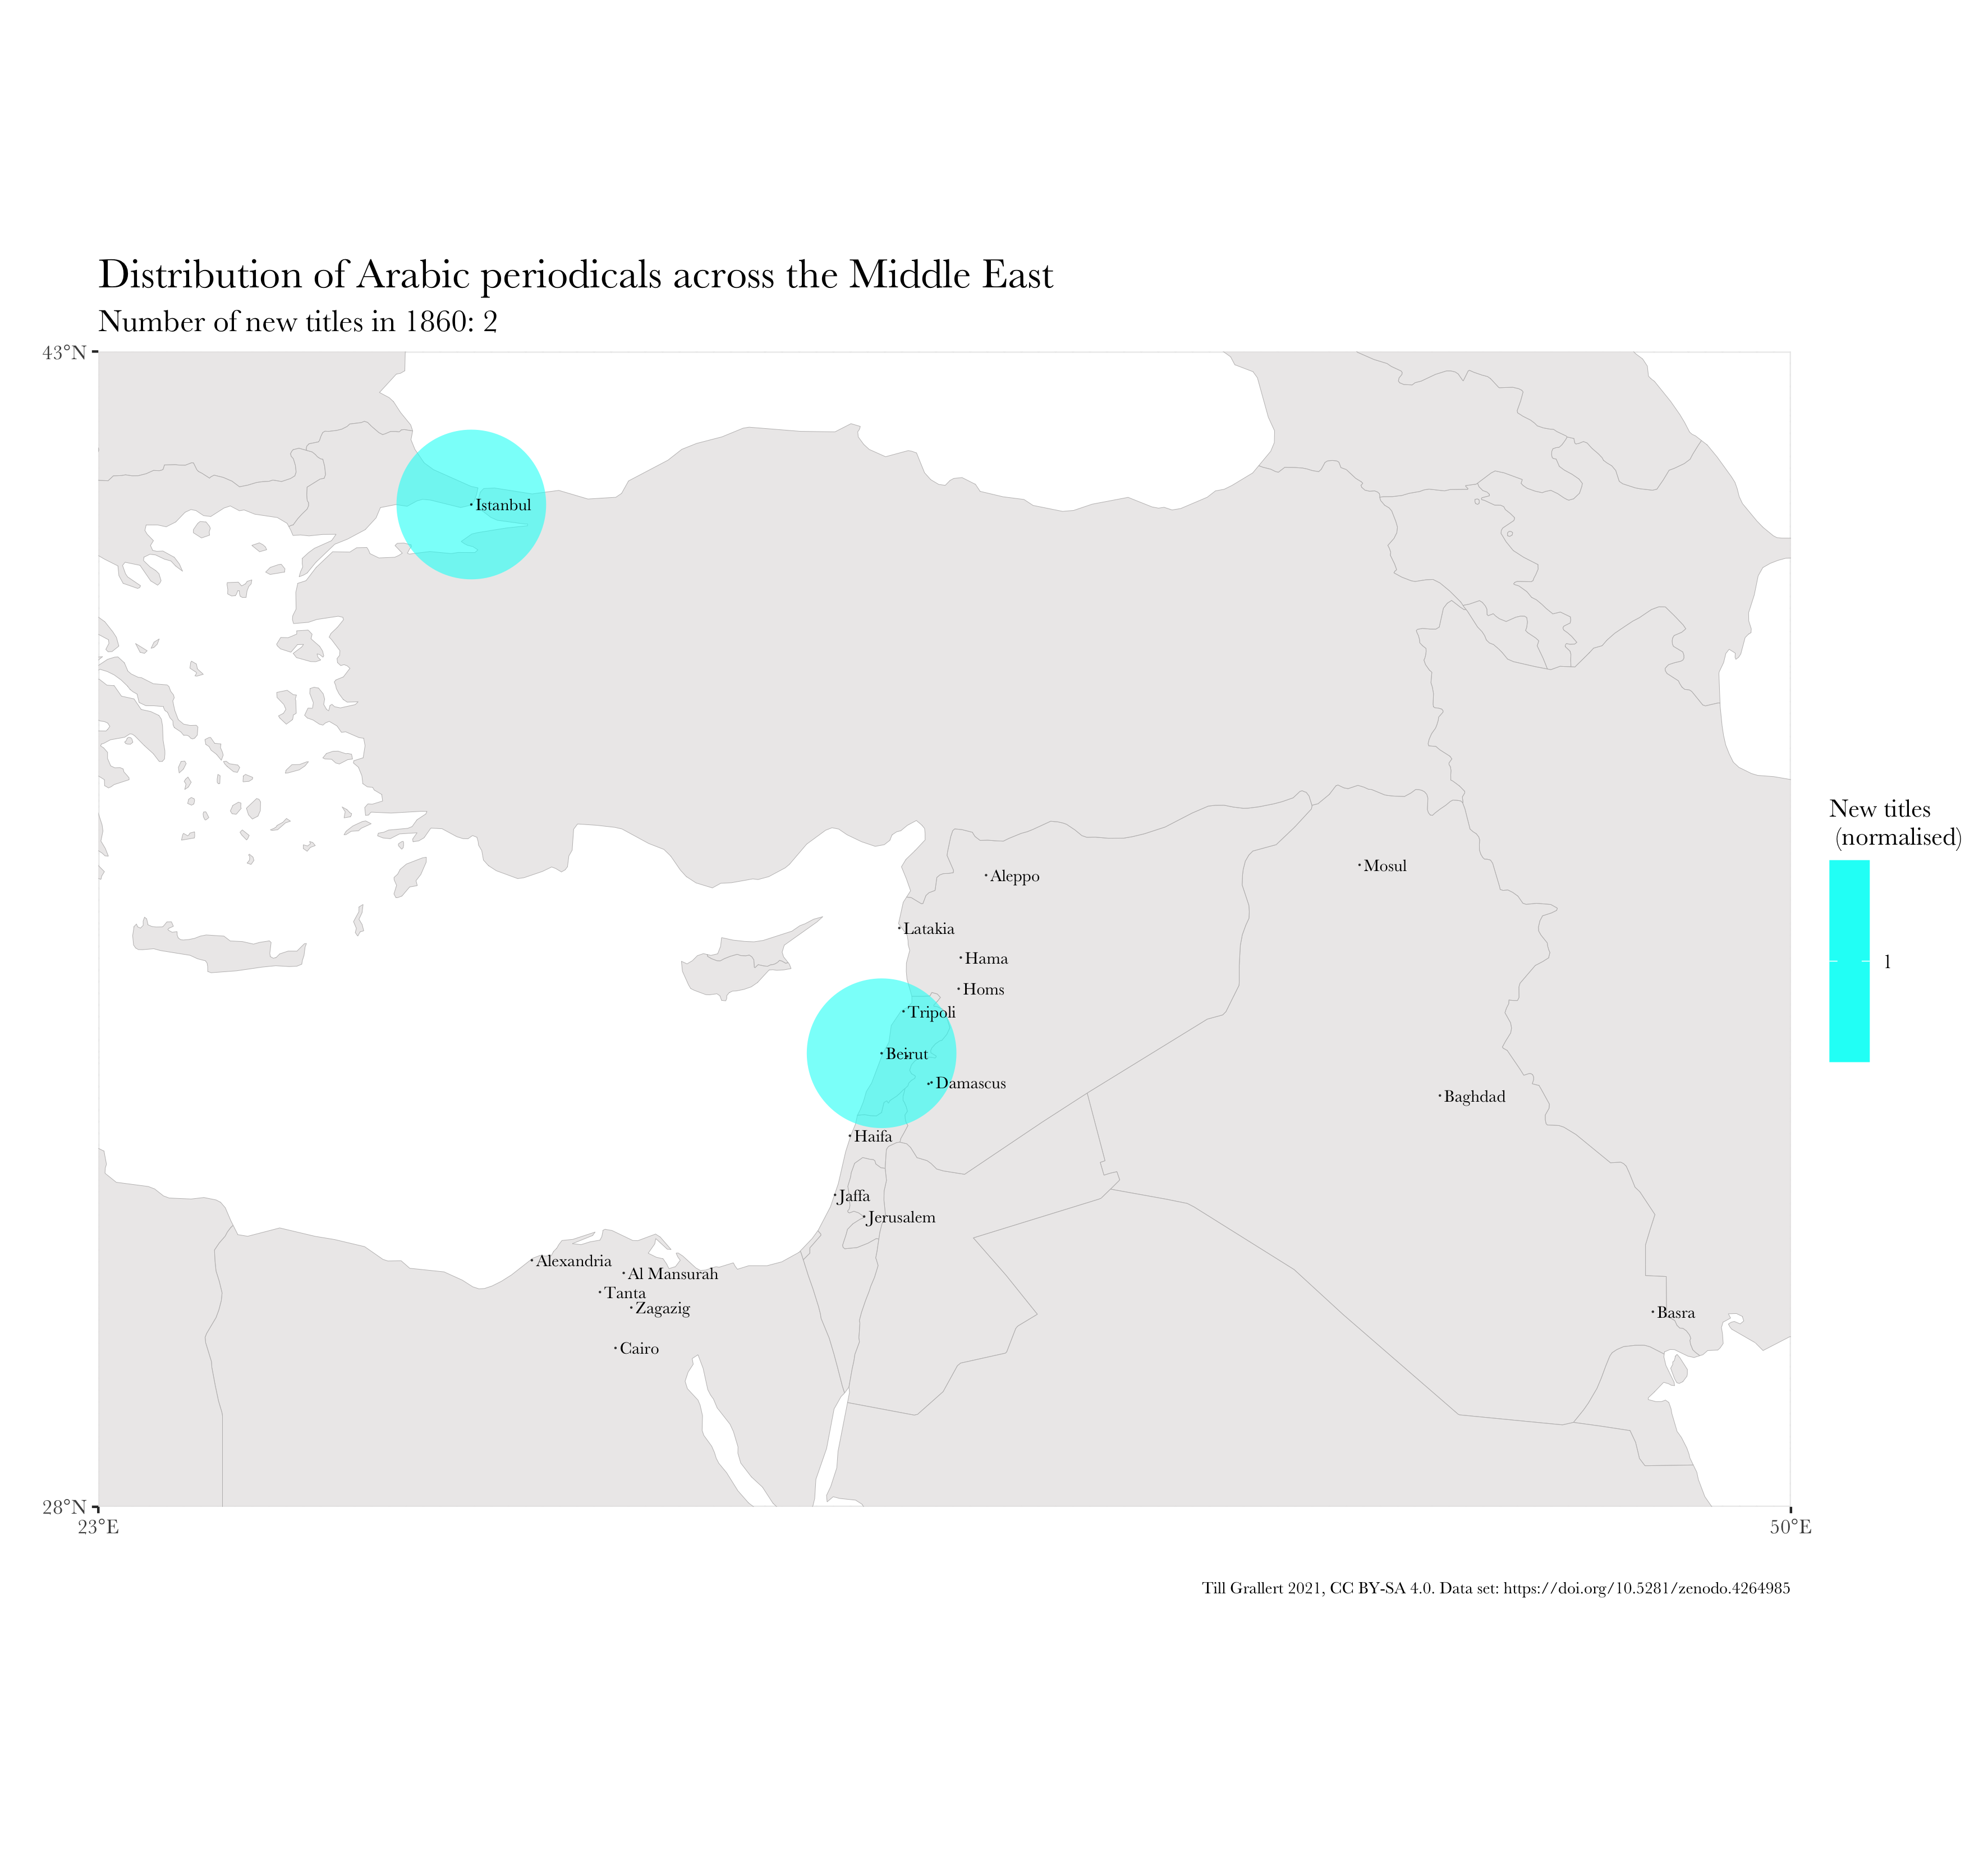 Distribution of Arabic periodicals across the Middle East
Number of new titles in 1860: 2
43°N
Istanbul
New titles
(normalised)
1
Mosul
Aleppo
Latakia
Hama
Homs
Tripoli
Beirut
Damascus
Baghdad
Haifa
Jaffa
Jerusalem
Alexandria
Al Mansurah
Tanta
Zagazig
Basra
Cairo
28°N
23°E
50°E
Till Grallert 2021, CC BY-SA 4.0. Data set: https://doi.org/10.5281/zenodo.4264985